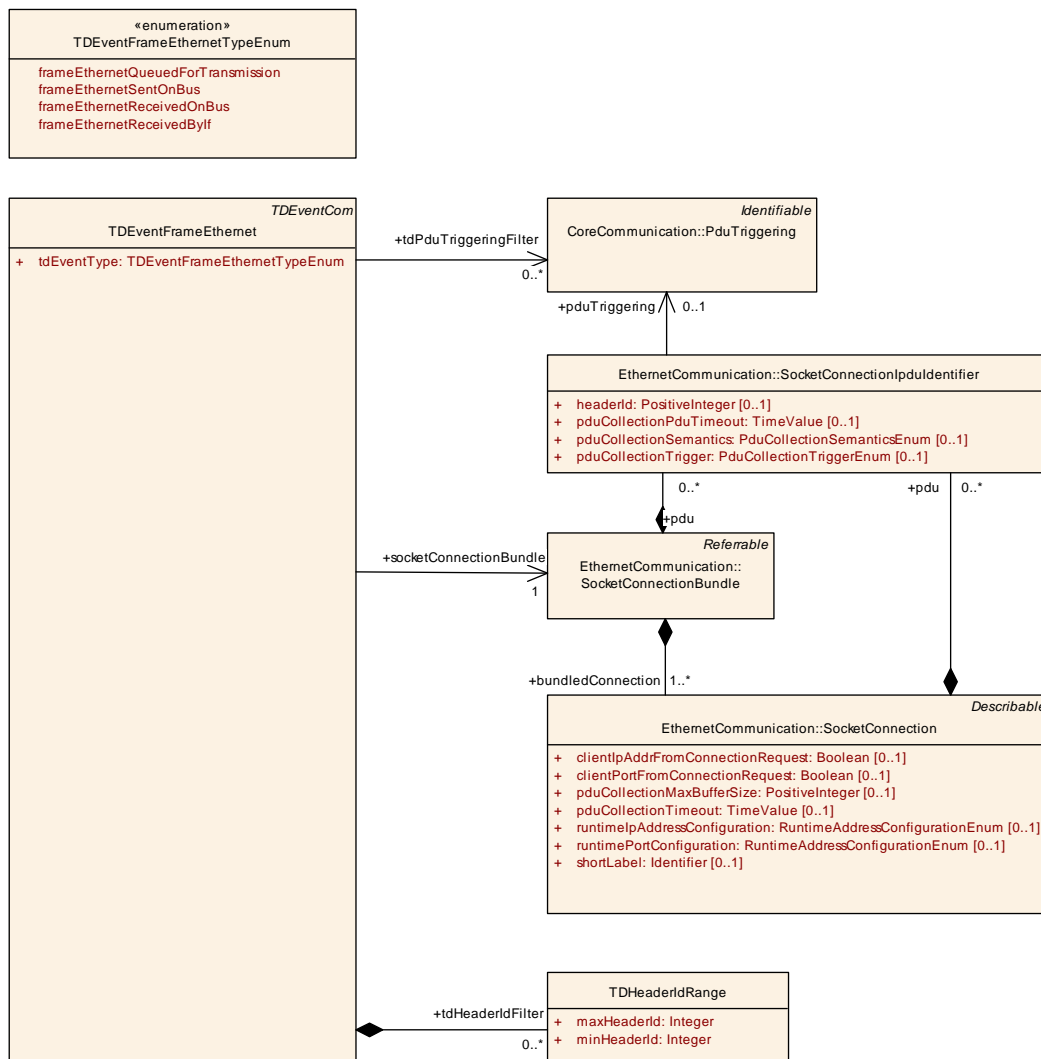 «enumeration»
TDEventFrameEthernetTypeEnum
frameEthernetQueuedForTransmission
frameEthernetSentOnBus
frameEthernetReceivedOnBus
frameEthernetReceivedByIf
TDEventCom
TDEventFrameEthernet
+ tdEventType: TDEventFrameEthernetTypeEnum
+tdPduTriggeringFilter
0..*
Identifiable
CoreCommunication::PduTriggering
+pduTriggering
0..1
EthernetCommunication::SocketConnectionIpduIdentifier
+ headerId: PositiveInteger [0..1]
+ pduCollectionPduTimeout: TimeValue [0..1]
+ pduCollectionSemantics: PduCollectionSemanticsEnum [0..1]
+ pduCollectionTrigger: PduCollectionTriggerEnum [0..1]
0..*
+pdu
+pdu
0..*
+socketConnectionBundle
1
Referrable
EthernetCommunication::
SocketConnectionBundle
+bundledConnection
1..*
Describable
EthernetCommunication::SocketConnection
+ clientIpAddrFromConnectionRequest: Boolean [0..1]
+ clientPortFromConnectionRequest: Boolean [0..1]
+ pduCollectionMaxBufferSize: PositiveInteger [0..1]
+ pduCollectionTimeout: TimeValue [0..1]
+ runtimeIpAddressConfiguration: RuntimeAddressConfigurationEnum [0..1]
+ runtimePortConfiguration: RuntimeAddressConfigurationEnum [0..1]
+ shortLabel: Identifier [0..1]
+tdHeaderIdFilter
0..*
TDHeaderIdRange
+ maxHeaderId: Integer
+ minHeaderId: Integer